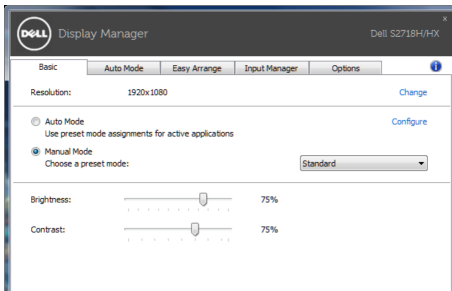 DELL Display Manager Dell S2718H/HX x
Basic Auto Mode Easy Arrange Input Manager Options i
Resolution: 1920x1080 Change
Auto Mode Configure
Use preset mode assignments for active applications
Manual Mode
Choose a preset mode: Standard
Brightness: 75%
Contrast: 75%